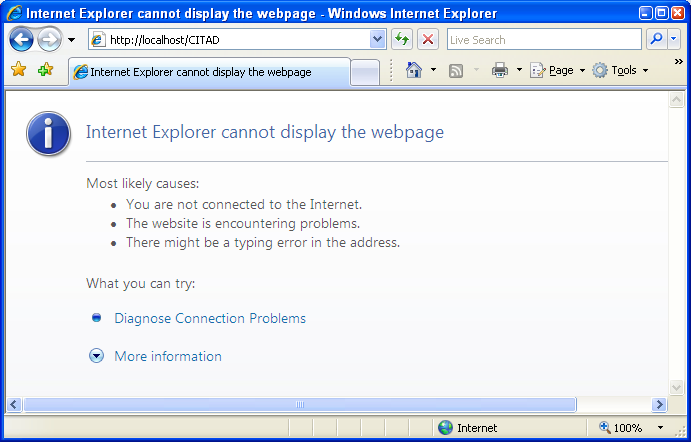 Internet Explorer cannot display the webpage - Windows Internet Explorer
http://localhost/CITAD
Live Search
Internet Explorer cannot display the webpage
Page
Tools
»
Internet Explorer cannot display the webpage
Most likely causes:
• You are not connected to the Internet.
• The website is encountering problems.
• There might be a typing error in the address.
What you can try:
Diagnose Connection Problems
More information
Internet
100%